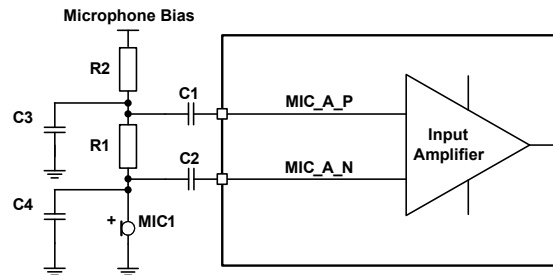 Microphone Bias
R2
C1
MIC_A_P
C3
R1
Input
Amplifier
C2
MIC_A_N
C4
+
MIC1